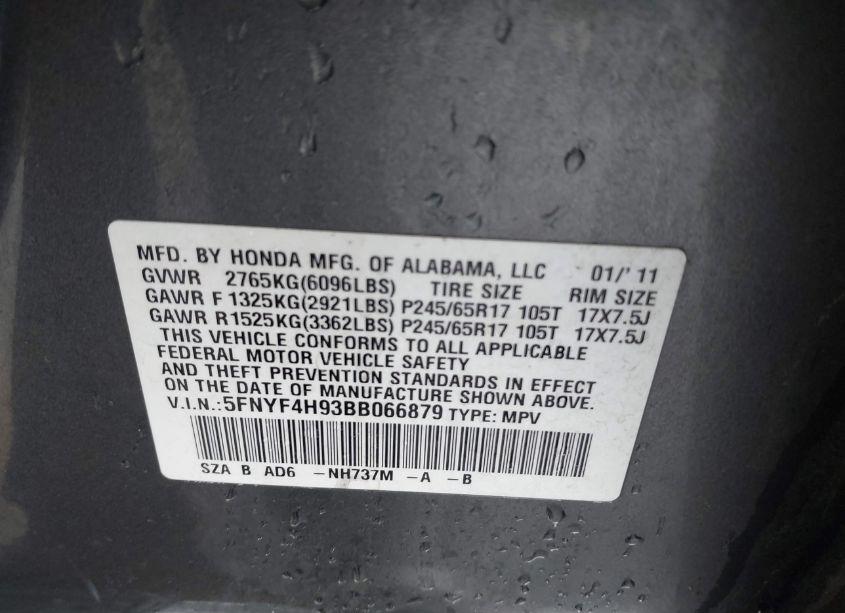 MFD. BY HONDA MFG. OF ALABAMA, LLC 01/'11
GVWR 2765KG(6096LBS) TIRE SIZE RIM SIZE
GAWR F 1325KG(2921LBS) P245/65R17 105T 17X7.5J
GAWR R1525KG(3362LBS) P245/65R17 105T 17X7.5J
THIS VEHICLE CONFORMS TO ALL APPLICABLE
FEDERAL MOTOR VEHICLE SAFETY
AND THEFT PREVENTION STANDARDS IN EFFECT
ON THE DATE OF MANUFACTURE SHOWN ABOVE.
V.I.N.:5FNYF4H93BB066879 TYPE: MPV
SZA B AD6 -NH737M -A -B